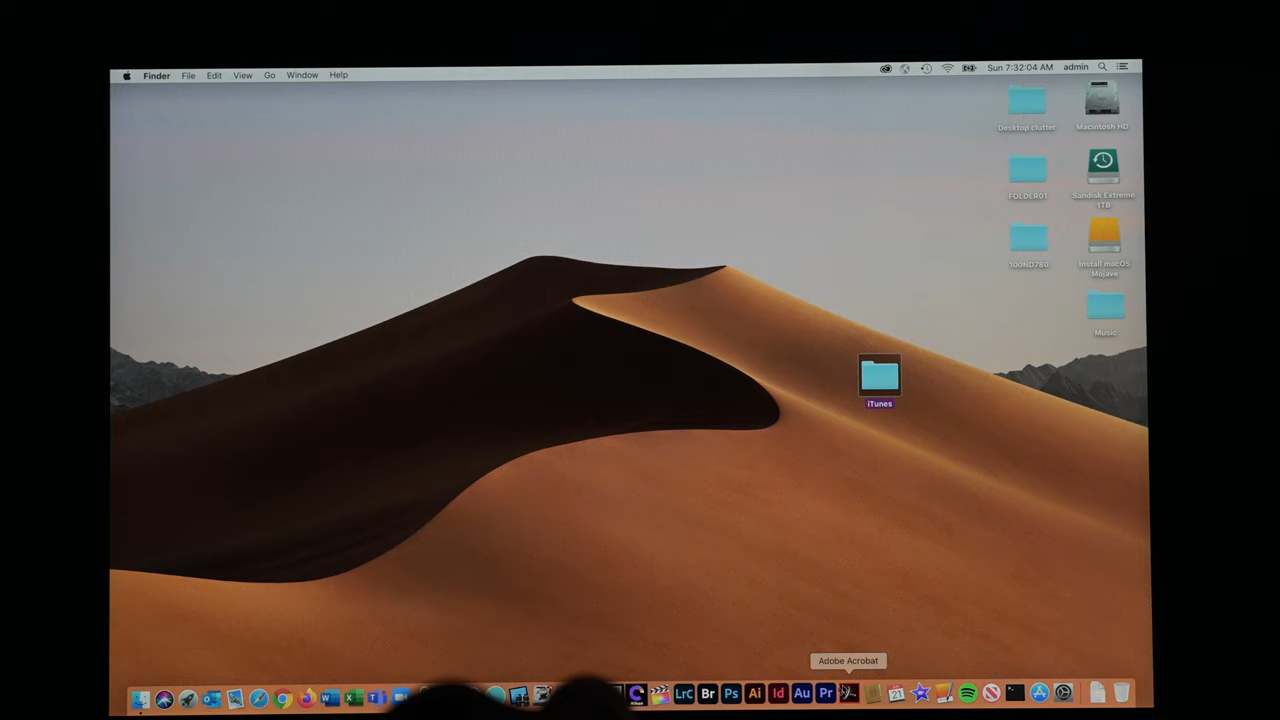 Finder File Edit View Go Window Help
Sun 7:32:04 AM admin
Desktop clutter
Macintosh HD
FOLDER01
Sandisk Extreme
1TB
100ND780
Install macOS
Mojave
Music
iTunes
Adobe Acrobat
W X T LrC Br Ps Ai Id Au Pr 21